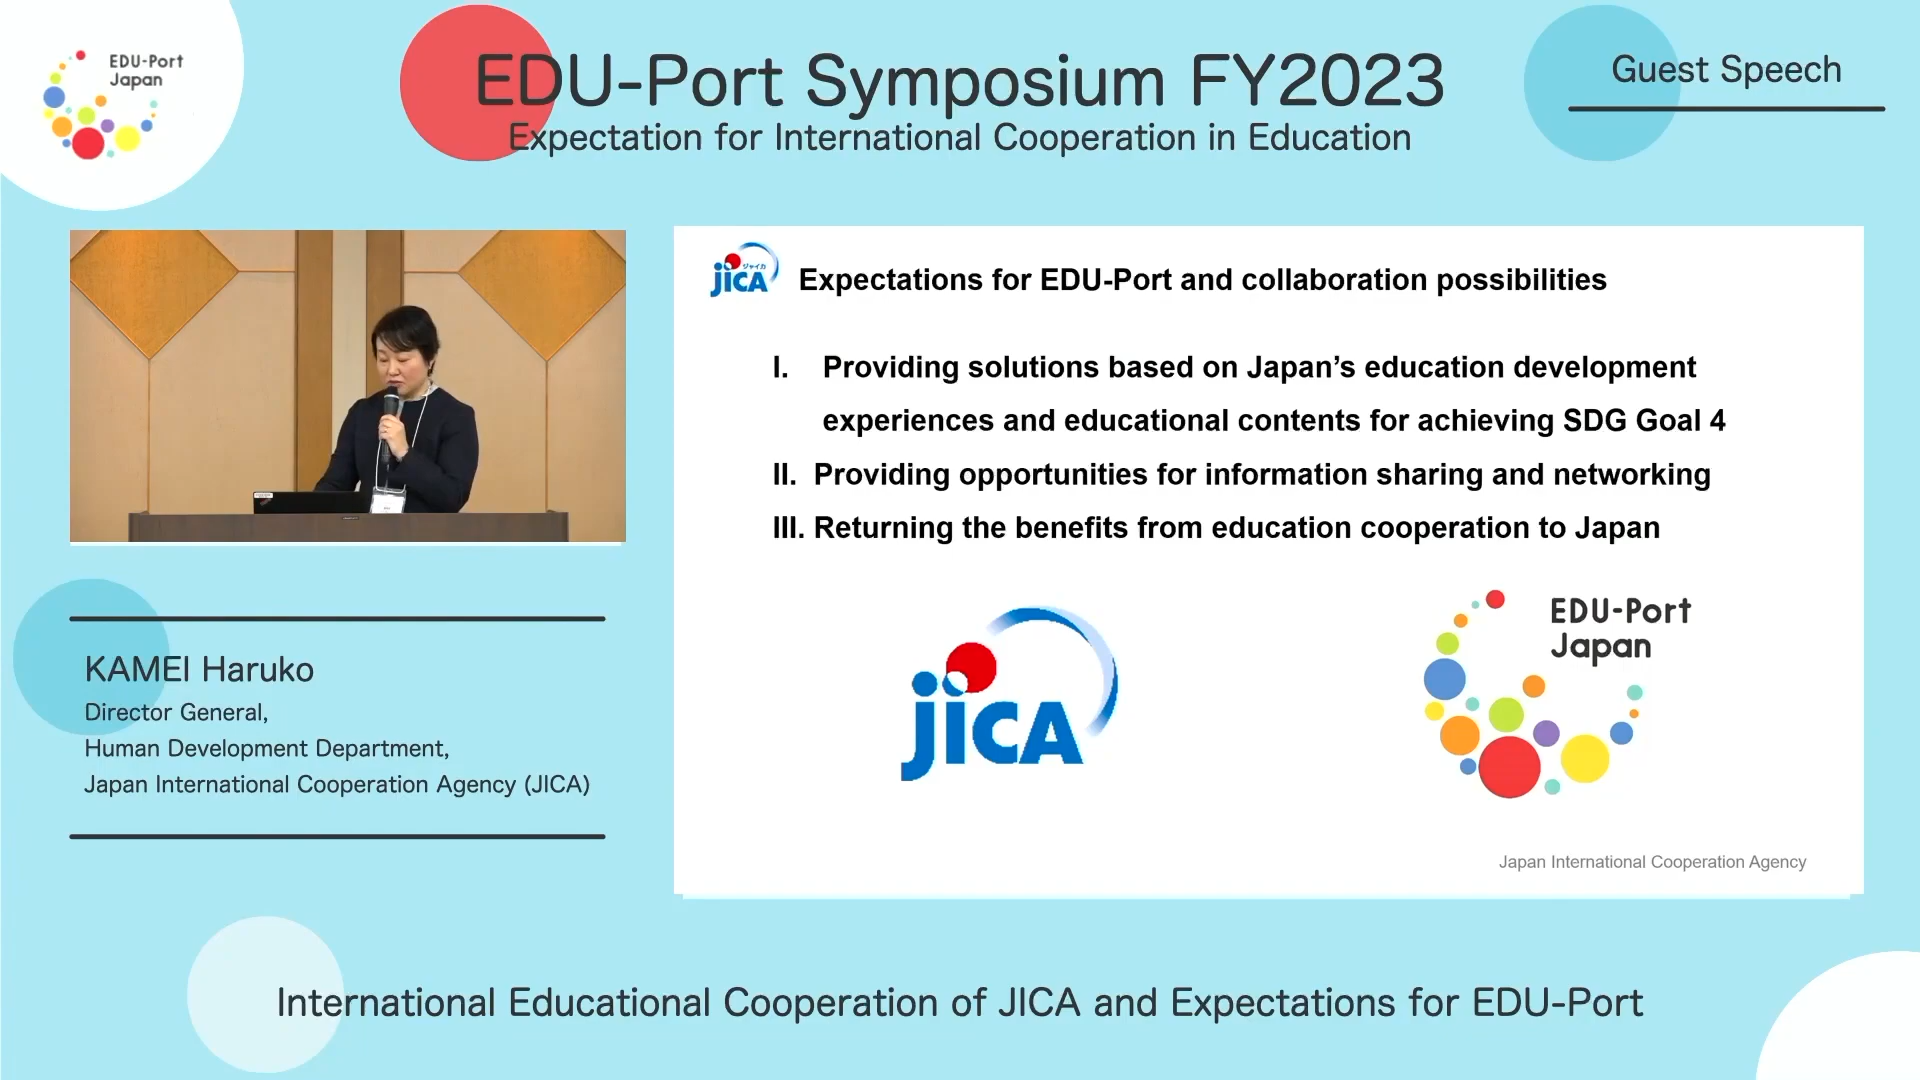 EDU-Port
Japan
EDU-Port Symposium FY2023
Expectation for International Cooperation in Education
Guest Speech
ジャイカ
JICA
Expectations for EDU-Port and collaboration possibilities
I. Providing solutions based on Japan’s education development
experiences and educational contents for achieving SDG Goal 4
II. Providing opportunities for information sharing and networking
III. Returning the benefits from education cooperation to Japan
JICA
EDU-Port
Japan
Japan International Cooperation Agency
KAMEI Haruko
Director General,
Human Development Department,
Japan International Cooperation Agency (JICA)
International Educational Cooperation of JICA and Expectations for EDU-Port